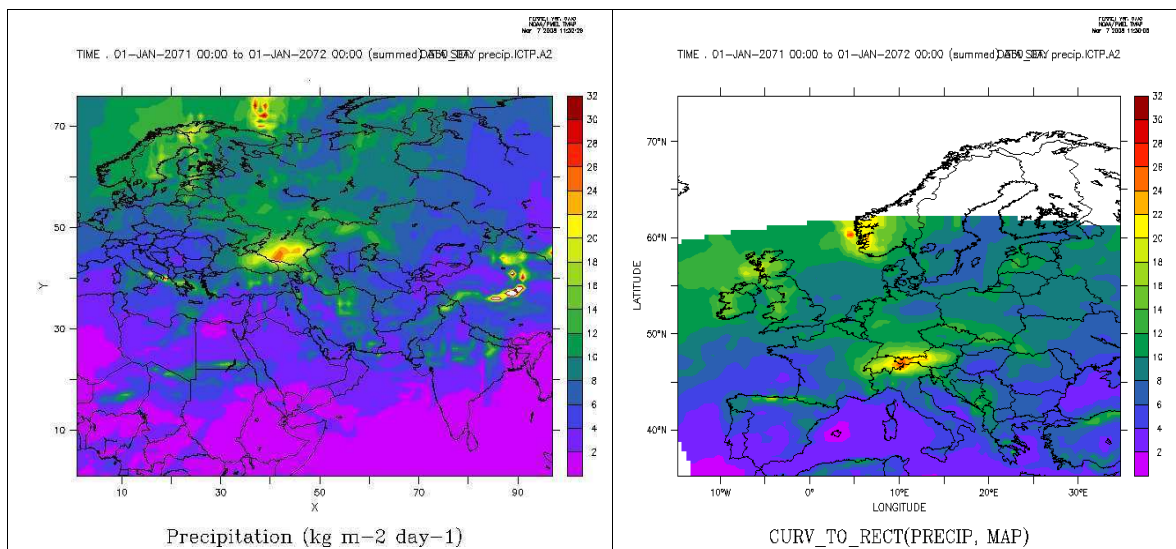 NOAA/PMEL TMAP
TIME : 01-JAN-2071 00:00 to 01-JAN-2072 00:00 (summed) precip.ICTP.A2
70
50
30
10
Y
10
30
50
70
90
X
32
30
28
26
24
22
20
18
16
14
12
10
8
6
4
2
Precipitation (kg m-2 day-1)
NOAA/PMEL TMAP
TIME : 01-JAN-2071 00:00 to 01-JAN-2072 00:00 (summed) precip.ICTP.A2
70°N
60°N
50°N
40°N
LATITUDE
10°W
0°
10°E
20°E
30°E
LONGITUDE
32
30
28
26
24
22
20
18
16
14
12
10
8
6
4
2
CURV_TO_RECT(PRECIP, MAP)